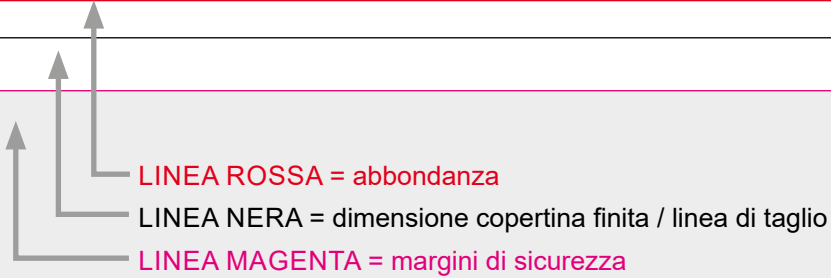 LINEA ROSSA = abbondanza
LINEA NERA = dimensione copertina finita / linea di taglio
LINEA MAGENTA = margini di sicurezza